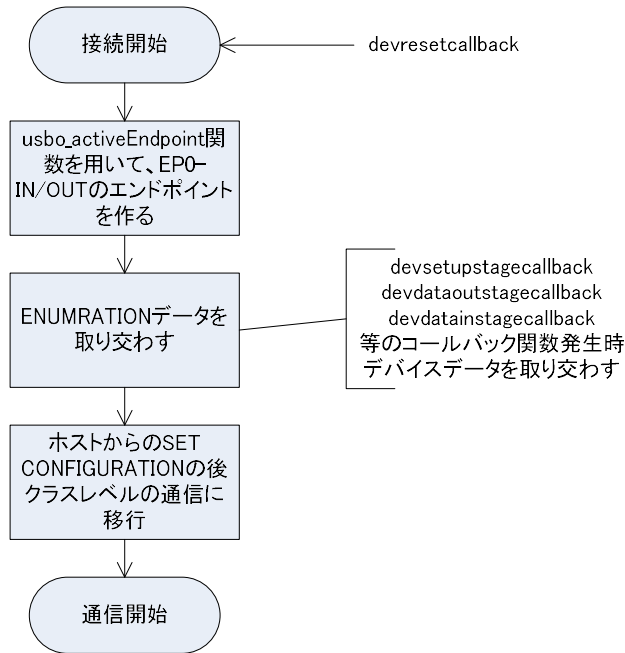 接続開始
devresetcallback
usbo_activeEndpoint関
数を用いて、EP0-
IN/OUTのエンドポイント
を作る
ENUMRATIONデータを
取り交わす
devsetupstagecallback
devdataoutstagecallback
devdatainstagecallback
等のコールバック関数発生時
デバイスデータを取り交わす
ホストからのSET
CONFIGURATIONの後
クラスレベルの通信に
移行
通信開始